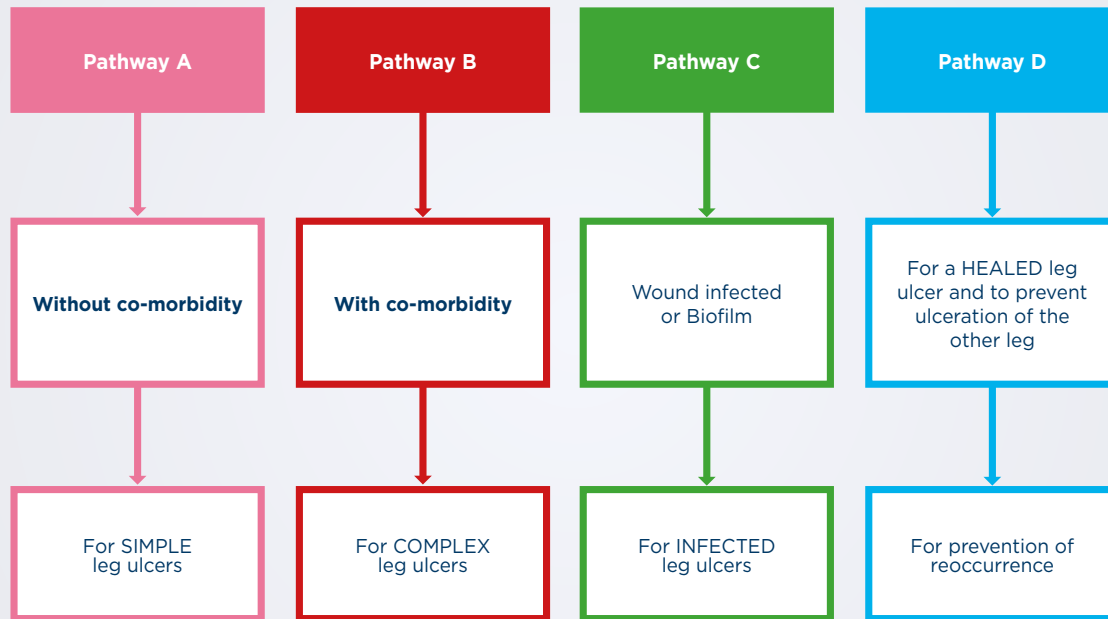 Pathway A
Pathway B
Pathway C
Pathway D
Without co-morbidity
With co-morbidity
Wound infected
or Biofilm
For a HEALED leg
ulcer and to prevent
ulceration of the
other leg
For SIMPLE
leg ulcers
For COMPLEX
leg ulcers
For INFECTED
leg ulcers
For prevention of
reoccurrence